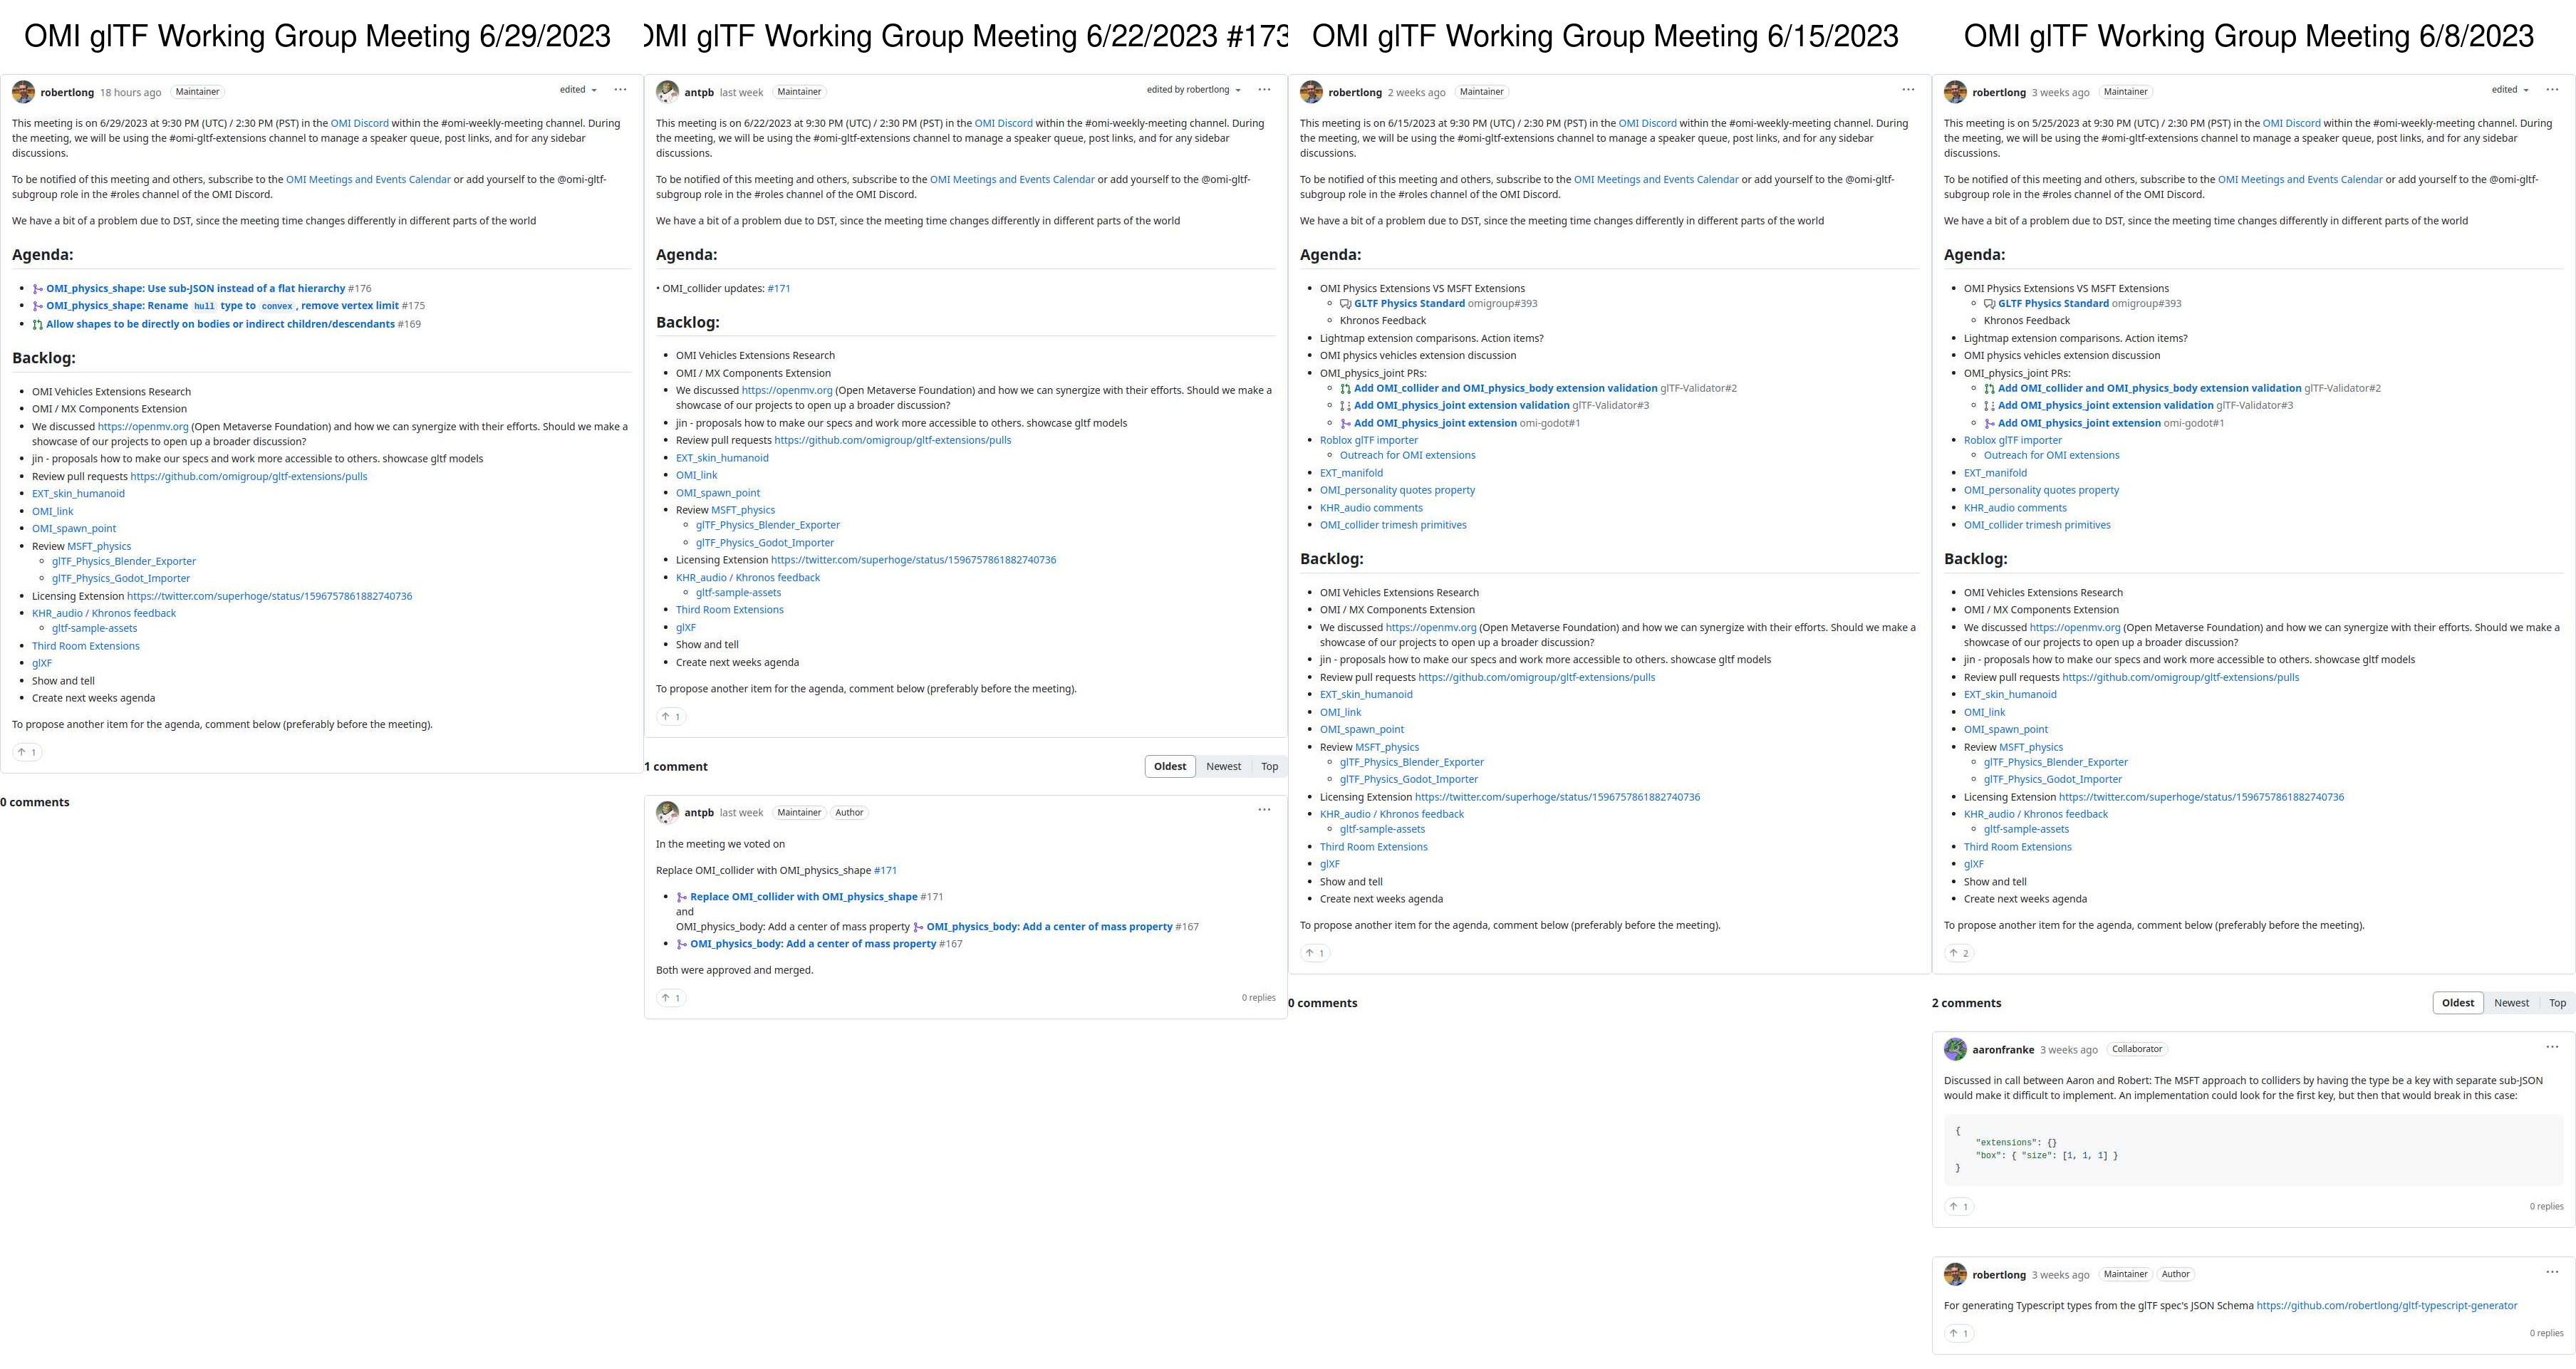 OMI glTF Working Group Meeting 6/29/2023
robertlong 18 hours ago Maintainer edited
This meeting is on 6/29/2023 at 9:30 PM (UTC) / 2:30 PM (PST) in the OMI Discord within the #omi-weekly-meeting channel. During
the meeting, we will be using the #omi-gltf-extensions channel to manage a speaker queue, post links, and for any sidebar
discussions.
To be notified of this meeting and others, subscribe to the OMI Meetings and Events Calendar or add yourself to the @omi-gltf-
subgroup role in the #roles channel of the OMI Discord.
We have a bit of a problem due to DST, since the meeting time changes differently in different parts of the world
Agenda:
• OMI_physics_shape: Use sub-JSON instead of a flat hierarchy #176
• OMI_physics_shape: Rename hull type to convex, remove vertex limit #175
• Allow shapes to be directly on bodies or indirect children/descendants #169
Backlog:
• OMI Vehicles Extensions Research
• OMI / MX Components Extension
• We discussed https://openmv.org (Open Metaverse Foundation) and how we can synergize with their efforts. Should we make a
showcase of our projects to open up a broader discussion?
• jin - proposals how to make our specs and work more accessible to others. showcase gltf models
• Review pull requests https://github.com/omigroup/gltf-extensions/pulls
• EXT_skin_humanoid
• OMI_link
• OMI_spawn_point
• Review MSFT_physics
◦ glTF_Physics_Blender_Exporter
◦ glTF_Physics_Godot_Importer
• Licensing Extension https://twitter.com/superhoge/status/1596757861882740736
• KHR_audio / Khronos feedback
◦ gltf-sample-assets
• Third Room Extensions
• glXF
• Show and tell
• Create next weeks agenda
To propose another item for the agenda, comment below (preferably before the meeting).
↑ 1
0 comments
OMI glTF Working Group Meeting 6/22/2023 #173
antpb last week Maintainer edited by robertlong
This meeting is on 6/22/2023 at 9:30 PM (UTC) / 2:30 PM (PST) in the OMI Discord within the #omi-weekly-meeting channel. During
the meeting, we will be using the #omi-gltf-extensions channel to manage a speaker queue, post links, and for any sidebar
discussions.
To be notified of this meeting and others, subscribe to the OMI Meetings and Events Calendar or add yourself to the @omi-gltf-
subgroup role in the #roles channel of the OMI Discord.
We have a bit of a problem due to DST, since the meeting time changes differently in different parts of the world
Agenda:
• OMI_collider updates: #171
Backlog:
• OMI Vehicles Extensions Research
• OMI / MX Components Extension
• We discussed https://openmv.org (Open Metaverse Foundation) and how we can synergize with their efforts. Should we make a
showcase of our projects to open up a broader discussion?
• jin - proposals how to make our specs and work more accessible to others. showcase gltf models
• Review pull requests https://github.com/omigroup/gltf-extensions/pulls
• EXT_skin_humanoid
• OMI_link
• OMI_spawn_point
• Review MSFT_physics
◦ glTF_Physics_Blender_Exporter
◦ glTF_Physics_Godot_Importer
• Licensing Extension https://twitter.com/superhoge/status/1596757861882740736
• KHR_audio / Khronos feedback
◦ gltf-sample-assets
• Third Room Extensions
• glXF
• Show and tell
• Create next weeks agenda
To propose another item for the agenda, comment below (preferably before the meeting).
↑ 1
1 comment Oldest Newest Top
antpb last week Maintainer Author
In the meeting we voted on
Replace OMI_collider with OMI_physics_shape #171
• Replace OMI_collider with OMI_physics_shape #171
and
OMI_physics_body: Add a center of mass property OMI_physics_body: Add a center of mass property #167
• OMI_physics_body: Add a center of mass property #167
Both were approved and merged.
↑ 1 0 replies
OMI glTF Working Group Meeting 6/15/2023
robertlong 2 weeks ago Maintainer
This meeting is on 6/15/2023 at 9:30 PM (UTC) / 2:30 PM (PST) in the OMI Discord within the #omi-weekly-meeting channel. During
the meeting, we will be using the #omi-gltf-extensions channel to manage a speaker queue, post links, and for any sidebar
discussions.
To be notified of this meeting and others, subscribe to the OMI Meetings and Events Calendar or add yourself to the @omi-gltf-
subgroup role in the #roles channel of the OMI Discord.
We have a bit of a problem due to DST, since the meeting time changes differently in different parts of the world
Agenda:
• OMI Physics Extensions VS MSFT Extensions
◦ GLTF Physics Standard omigroup#393
◦ Khronos Feedback
• Lightmap extension comparisons. Action items?
• OMI physics vehicles extension discussion
• OMI_physics_joint PRs:
◦ Add OMI_collider and OMI_physics_body extension validation glTF-Validator#2
◦ Add OMI_physics_joint extension validation glTF-Validator#3
◦ Add OMI_physics_joint extension omi-godot#1
• Roblox glTF importer
◦ Outreach for OMI extensions
• EXT_manifold
• OMI_personality quotes property
• KHR_audio comments
• OMI_collider trimesh primitives
Backlog:
• OMI Vehicles Extensions Research
• OMI / MX Components Extension
• We discussed https://openmv.org (Open Metaverse Foundation) and how we can synergize with their efforts. Should we make a
showcase of our projects to open up a broader discussion?
• jin - proposals how to make our specs and work more accessible to others. showcase gltf models
• Review pull requests https://github.com/omigroup/gltf-extensions/pulls
• EXT_skin_humanoid
• OMI_link
• OMI_spawn_point
• Review MSFT_physics
◦ glTF_Physics_Blender_Exporter
◦ glTF_Physics_Godot_Importer
• Licensing Extension https://twitter.com/superhoge/status/1596757861882740736
• KHR_audio / Khronos feedback
◦ gltf-sample-assets
• Third Room Extensions
• glXF
• Show and tell
• Create next weeks agenda
To propose another item for the agenda, comment below (preferably before the meeting).
↑ 1
0 comments
OMI glTF Working Group Meeting 6/8/2023
robertlong 3 weeks ago Maintainer edited
This meeting is on 5/25/2023 at 9:30 PM (UTC) / 2:30 PM (PST) in the OMI Discord within the #omi-weekly-meeting channel. During
the meeting, we will be using the #omi-gltf-extensions channel to manage a speaker queue, post links, and for any sidebar
discussions.
To be notified of this meeting and others, subscribe to the OMI Meetings and Events Calendar or add yourself to the @omi-gltf-
subgroup role in the #roles channel of the OMI Discord.
We have a bit of a problem due to DST, since the meeting time changes differently in different parts of the world
Agenda:
• OMI Physics Extensions VS MSFT Extensions
◦ GLTF Physics Standard omigroup#393
◦ Khronos Feedback
• Lightmap extension comparisons. Action items?
• OMI physics vehicles extension discussion
• OMI_physics_joint PRs:
◦ Add OMI_collider and OMI_physics_body extension validation glTF-Validator#2
◦ Add OMI_physics_joint extension validation glTF-Validator#3
◦ Add OMI_physics_joint extension omi-godot#1
• Roblox glTF importer
◦ Outreach for OMI extensions
• EXT_manifold
• OMI_personality quotes property
• KHR_audio comments
• OMI_collider trimesh primitives
Backlog:
• OMI Vehicles Extensions Research
• OMI / MX Components Extension
• We discussed https://openmv.org (Open Metaverse Foundation) and how we can synergize with their efforts. Should we make a
showcase of our projects to open up a broader discussion?
• jin - proposals how to make our specs and work more accessible to others. showcase gltf models
• Review pull requests https://github.com/omigroup/gltf-extensions/pulls
• EXT_skin_humanoid
• OMI_link
• OMI_spawn_point
• Review MSFT_physics
◦ glTF_Physics_Blender_Exporter
◦ glTF_Physics_Godot_Importer
• Licensing Extension https://twitter.com/superhoge/status/1596757861882740736
• KHR_audio / Khronos feedback
◦ gltf-sample-assets
• Third Room Extensions
• glXF
• Show and tell
• Create next weeks agenda
To propose another item for the agenda, comment below (preferably before the meeting).
↑ 2
2 comments Oldest Newest Top
aaronfranke 3 weeks ago Collaborator
Discussed in call between Aaron and Robert: The MSFT approach to colliders by having the type be a key with separate sub-JSON
would make it difficult to implement. An implementation could look for the first key, but then that would break in this case:
{
"extensions": {}
"box": { "size": [1, 1, 1] }
}
↑ 1 0 replies
robertlong 3 weeks ago Maintainer Author
For generating Typescript types from the glTF spec's JSON Schema https://github.com/robertlong/gltf-typescript-generator
↑ 1 0 replies